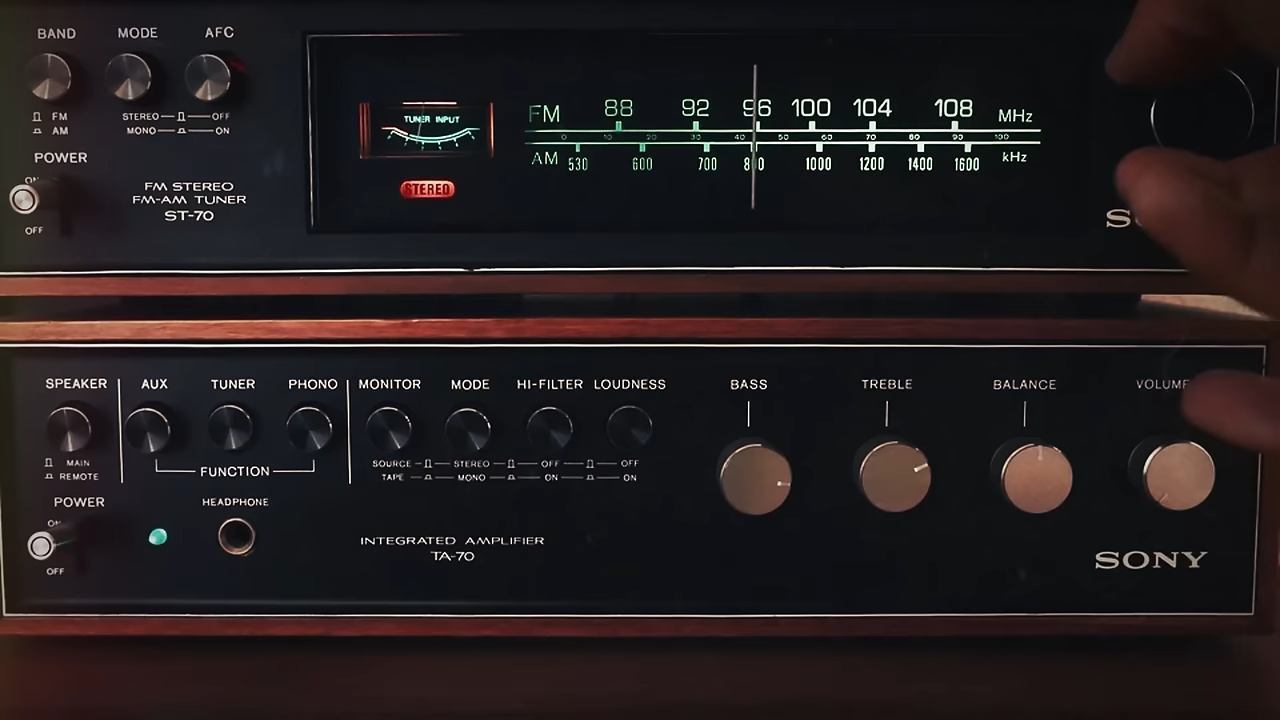 BAND MODE AFC
FM STEREO OFF
AM MONO ON
POWER
ON
OFF
FM STEREO
FM-AM TUNER
ST-70
TUNER INPUT
STEREO
FM 88 92 96 100 104 108 MHz
0 10 20 30 40 50 60 70 80 90 100
AM 530 600 700 800 1000 1200 1400 1600 kHz
SPEAKER AUX TUNER PHONO MONITOR MODE HI-FILTER LOUDNESS BASS TREBLE BALANCE VOLUME
MAIN
REMOTE
FUNCTION
SOURCE STEREO OFF OFF
TAPE MONO ON ON
POWER
ON
OFF
HEADPHONE
INTEGRATED AMPLIFIER
TA-70
SONY